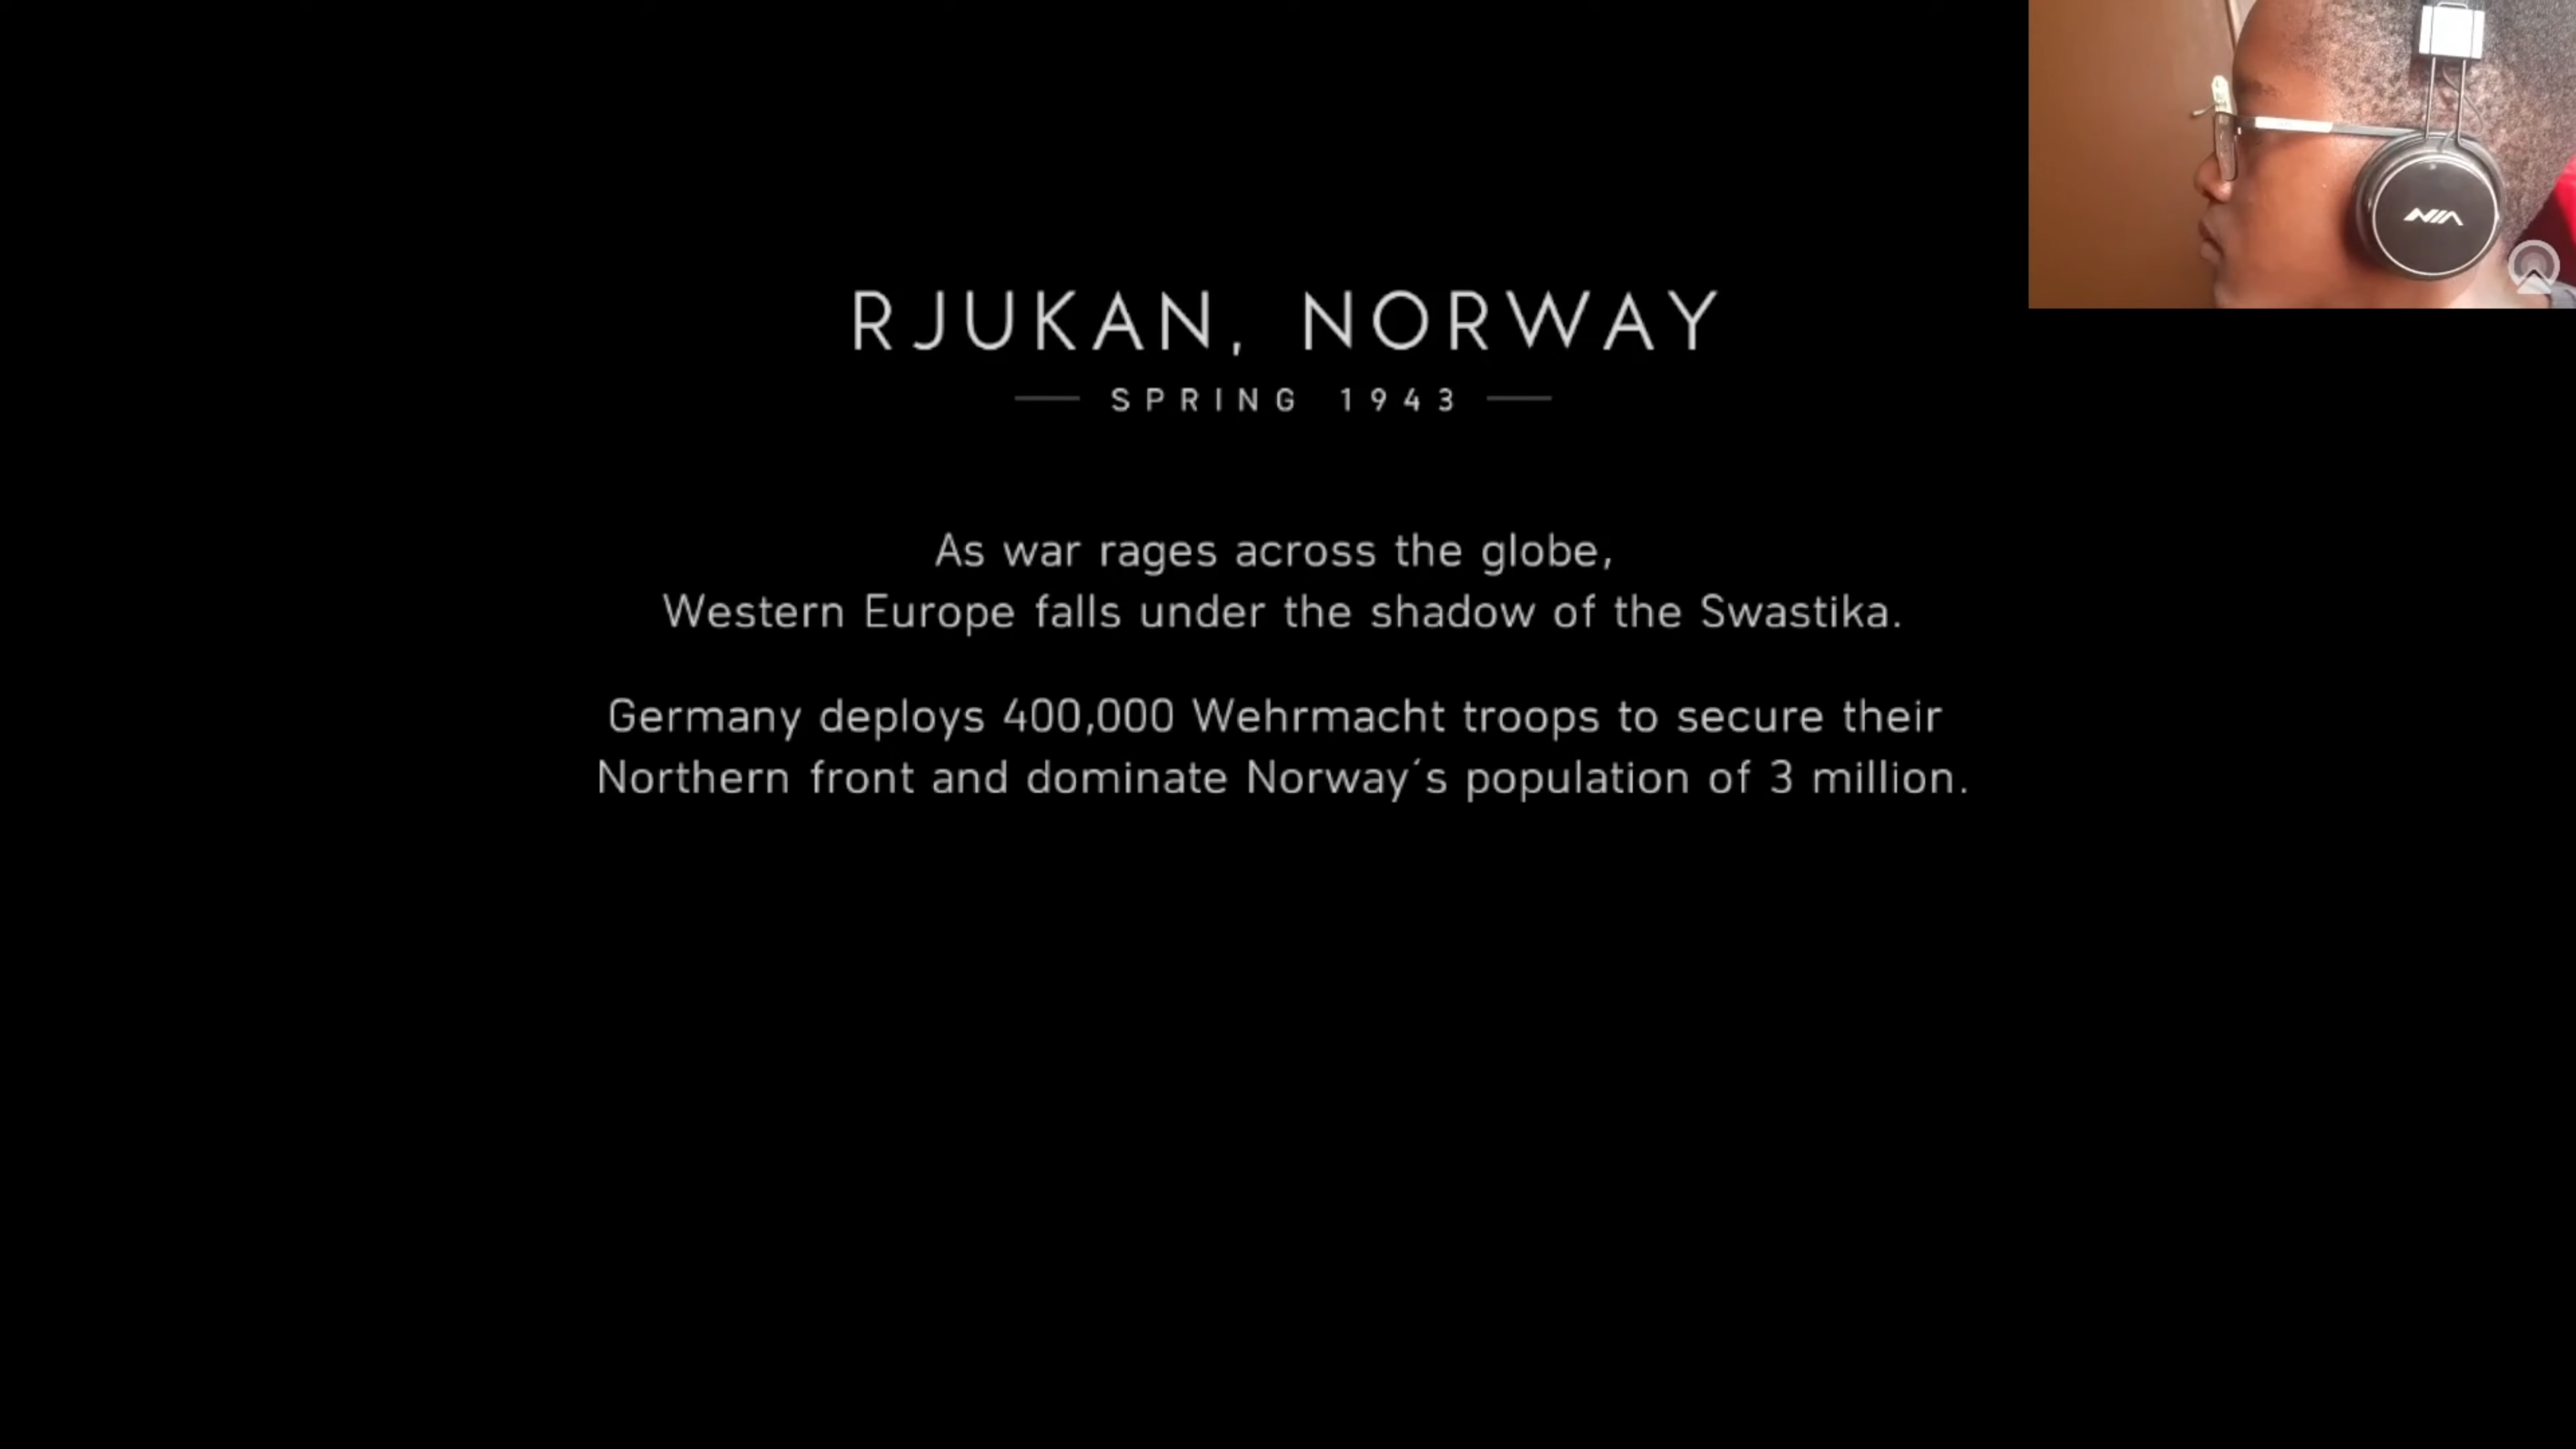 RJUKAN, NORWAY
SPRING 1943
As war rages across the globe,
Western Europe falls under the shadow of the Swastika.
Germany deploys 400,000 Wehrmacht troops to secure their
Northern front and dominate Norway´s population of 3 million.
NIA